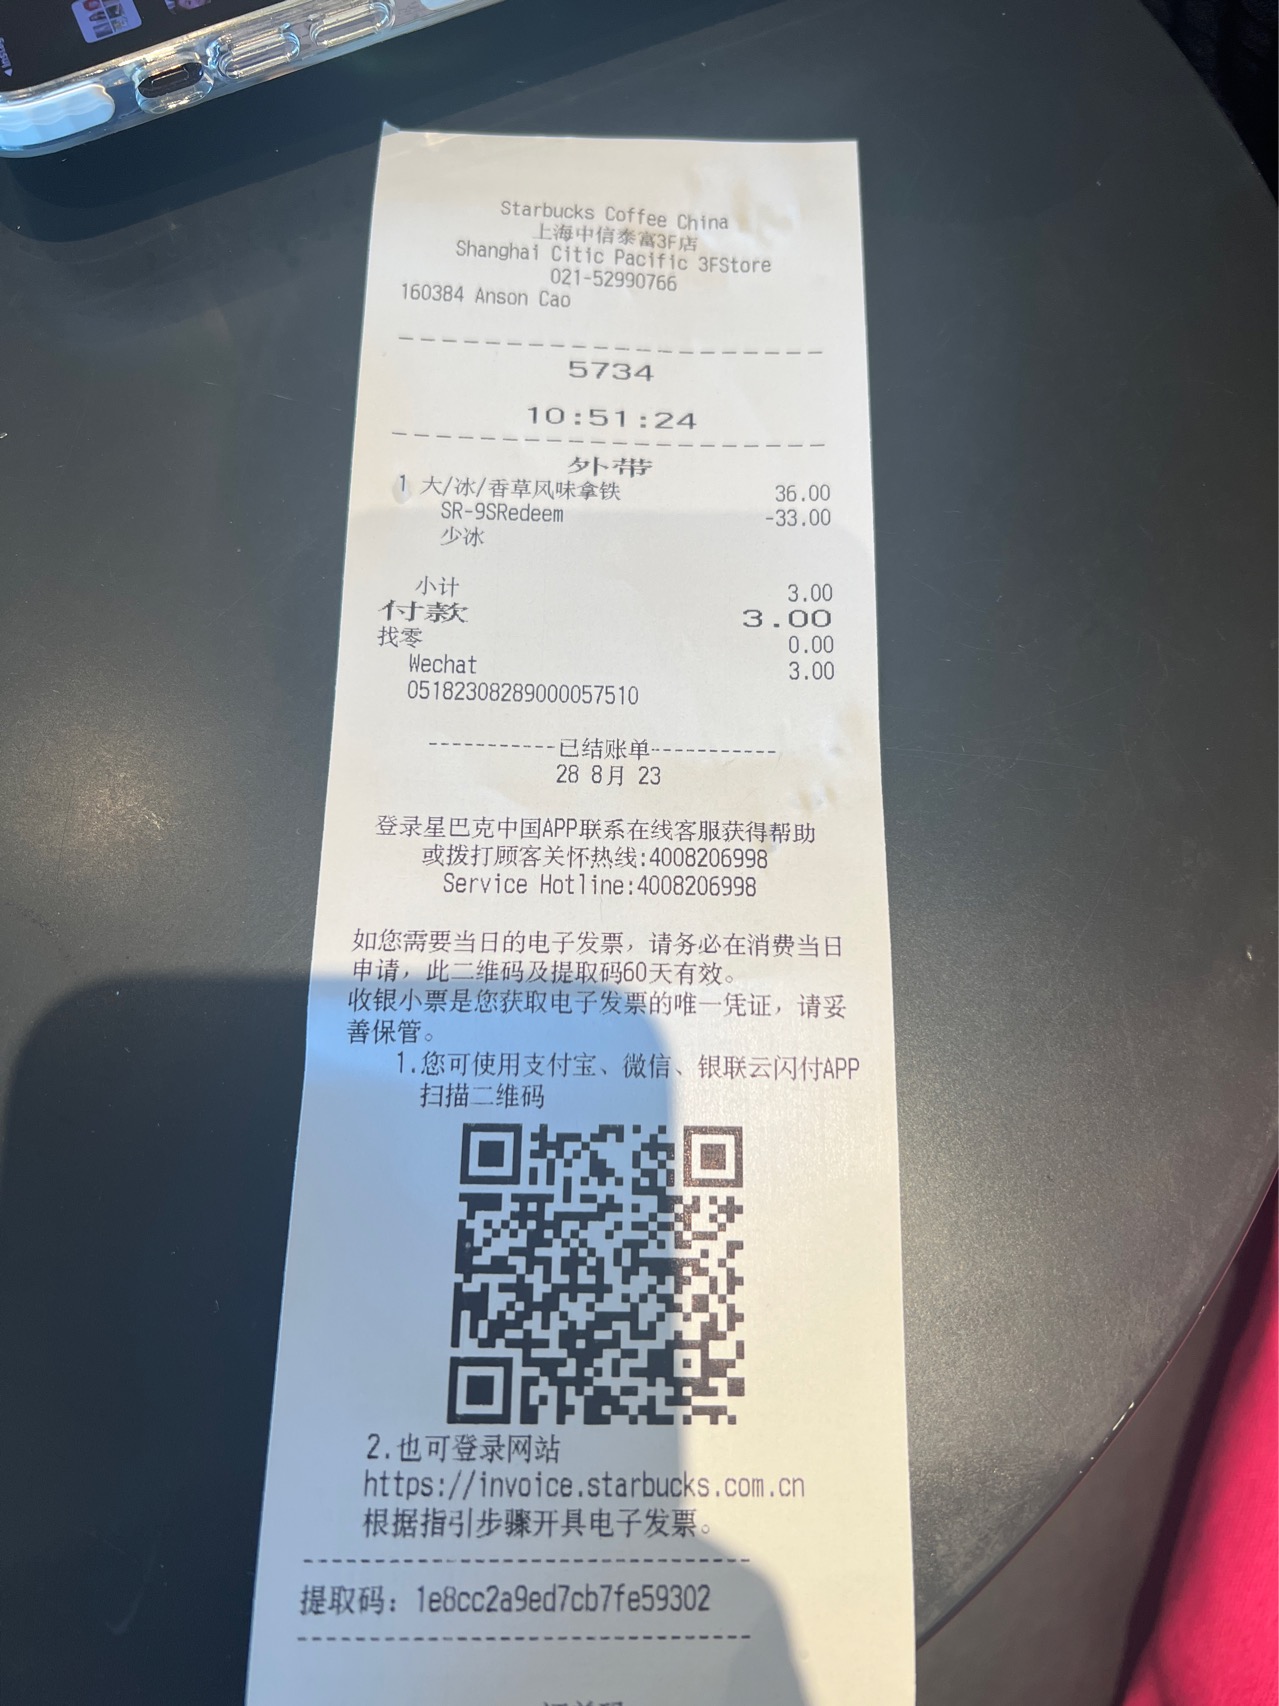 Starbucks Coffee China
上海中信泰富3F店
Shanghai Citic Pacific 3FStore
021-52990766
160384 Anson Cao
5734
10:51:24
外带
1 大/冰/香草风味拿铁 36.00
SR-9SRedeem -33.00
少冰
小计 3.00
付款 3.00
找零 0.00
Wechat 3.00
05182308289000057510
-----------已结账单-----------
28 8月 23
登录星巴克中国APP联系在线客服获得帮助
或拨打顾客关怀热线:4008206998
Service Hotline:4008206998
如您需要当日的电子发票，请务必在消费当日
申请，此二维码及提取码60天有效。
收银小票是您获取电子发票的唯一凭证，请妥
善保管。
1.您可使用支付宝、微信、银联云闪付APP
扫描二维码
2.也可登录网站
https://invoice.starbucks.com.cn
根据指引步骤开具电子发票。
提取码: 1e8cc2a9ed7cb7fe59302